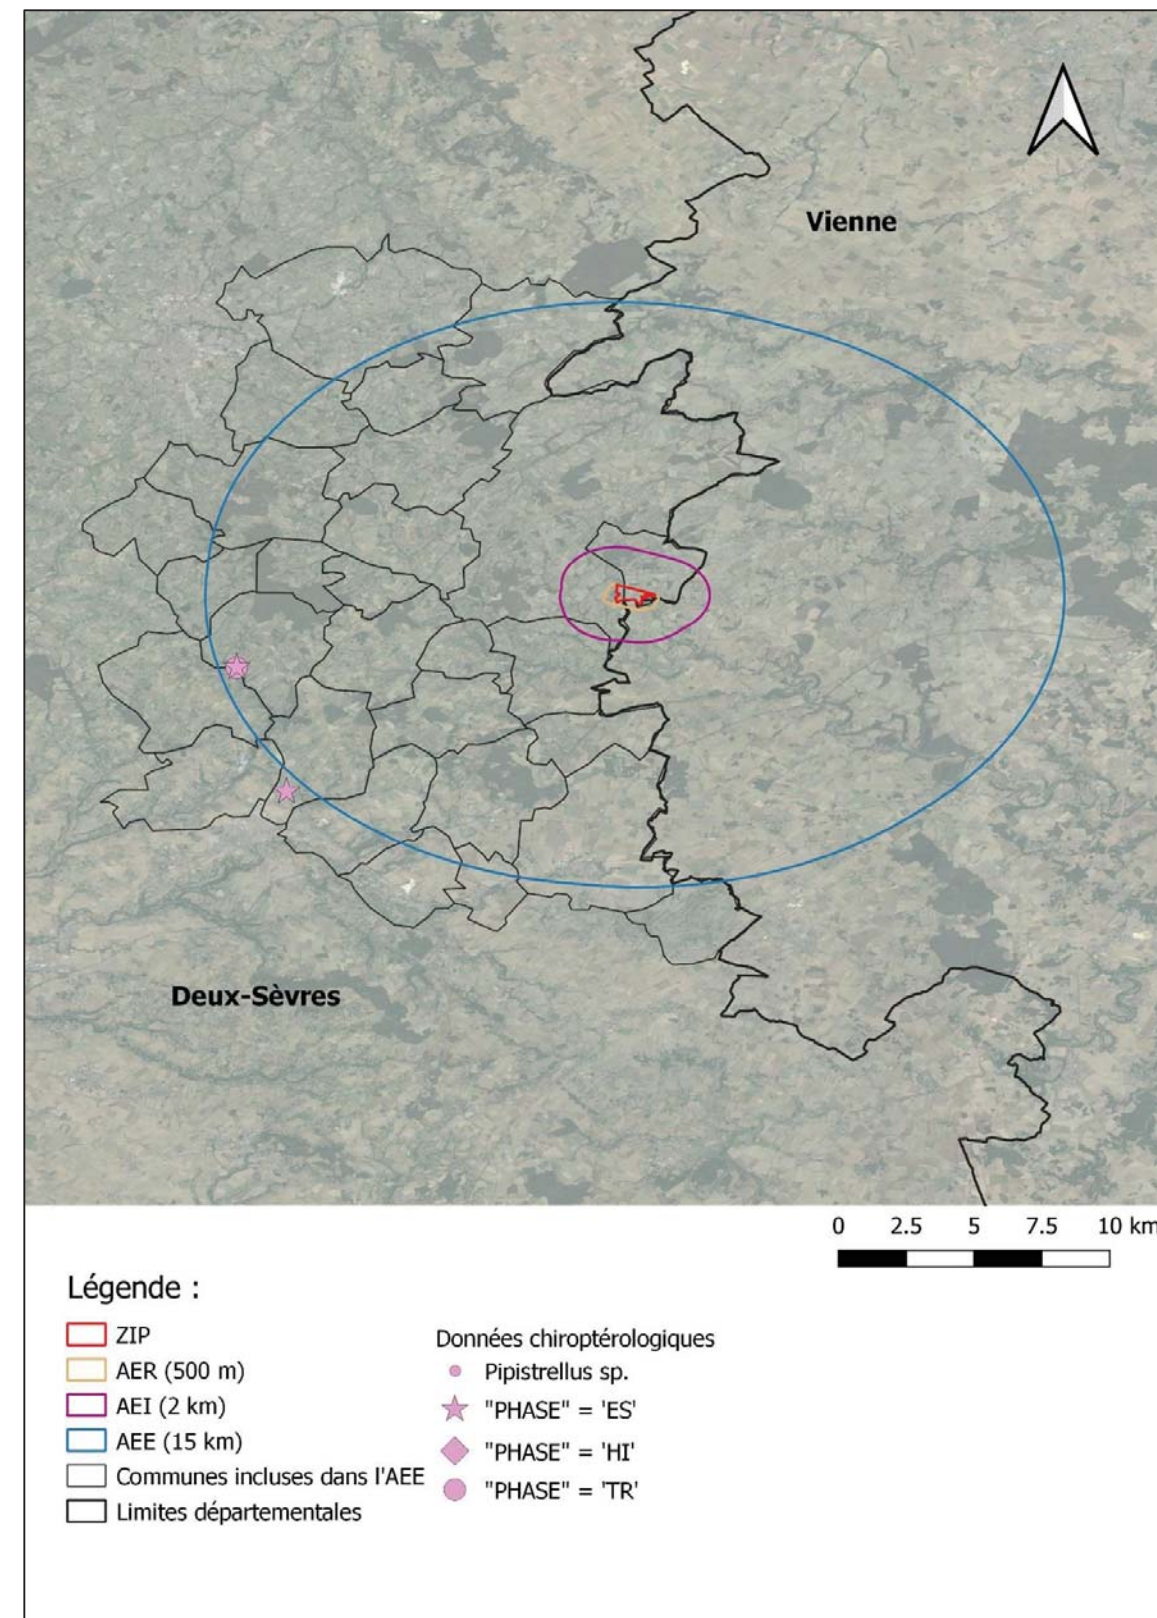 Vienne
Deux-Sèvres
0 2.5 5 7.5 10 km
Légende :
ZIP
AER (500 m)
AEI (2 km)
AEE (15 km)
Communes incluses dans l'AEE
Limites départementales
Données chiroptérologiques
Pipistrellus sp.
"PHASE" = 'ES'
"PHASE" = 'HI'
"PHASE" = 'TR'